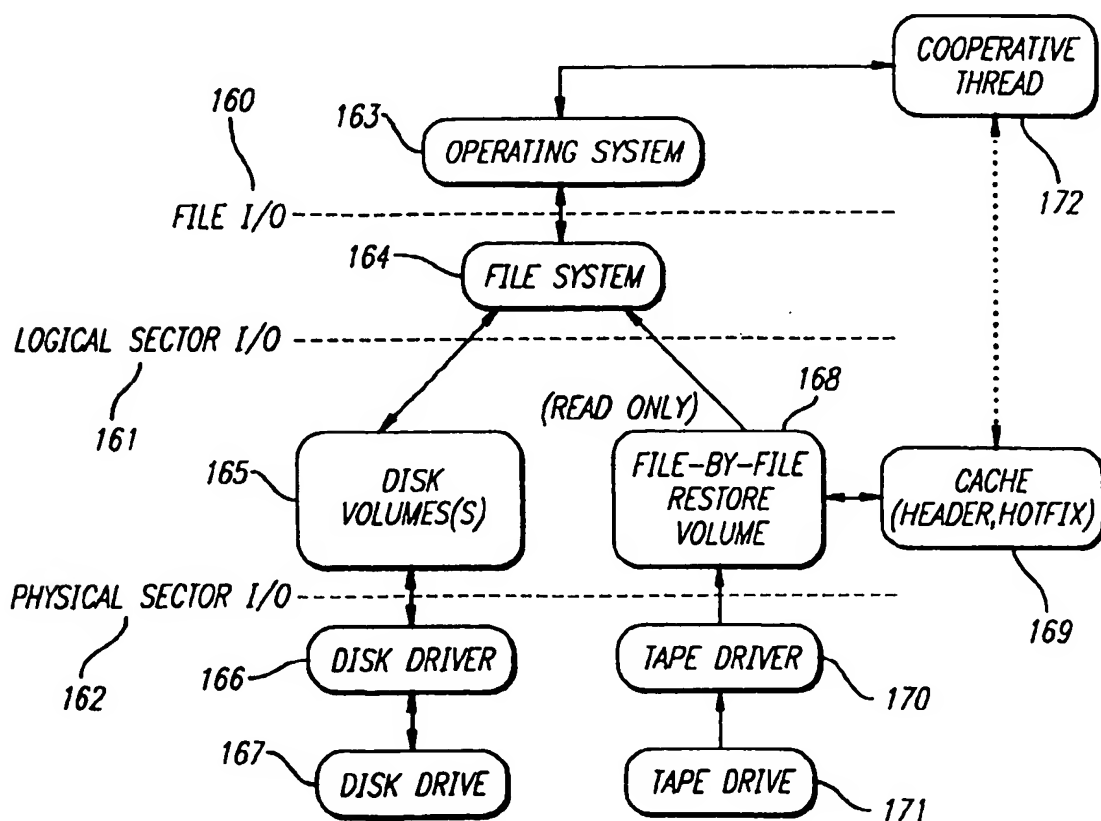 COOPERATIVE
THREAD
172
160
163
OPERATING SYSTEM
FILE I/O
164
FILE SYSTEM
LOGICAL SECTOR I/O
161
(READ ONLY)
168
165
DISK
VOLUMES(S)
FILE-BY-FILE
RESTORE
VOLUME
CACHE
(HEADER,HOTFIX)
169
PHYSICAL SECTOR I/O
162
166
DISK DRIVER
TAPE DRIVER
170
167
DISK DRIVE
TAPE DRIVE
171